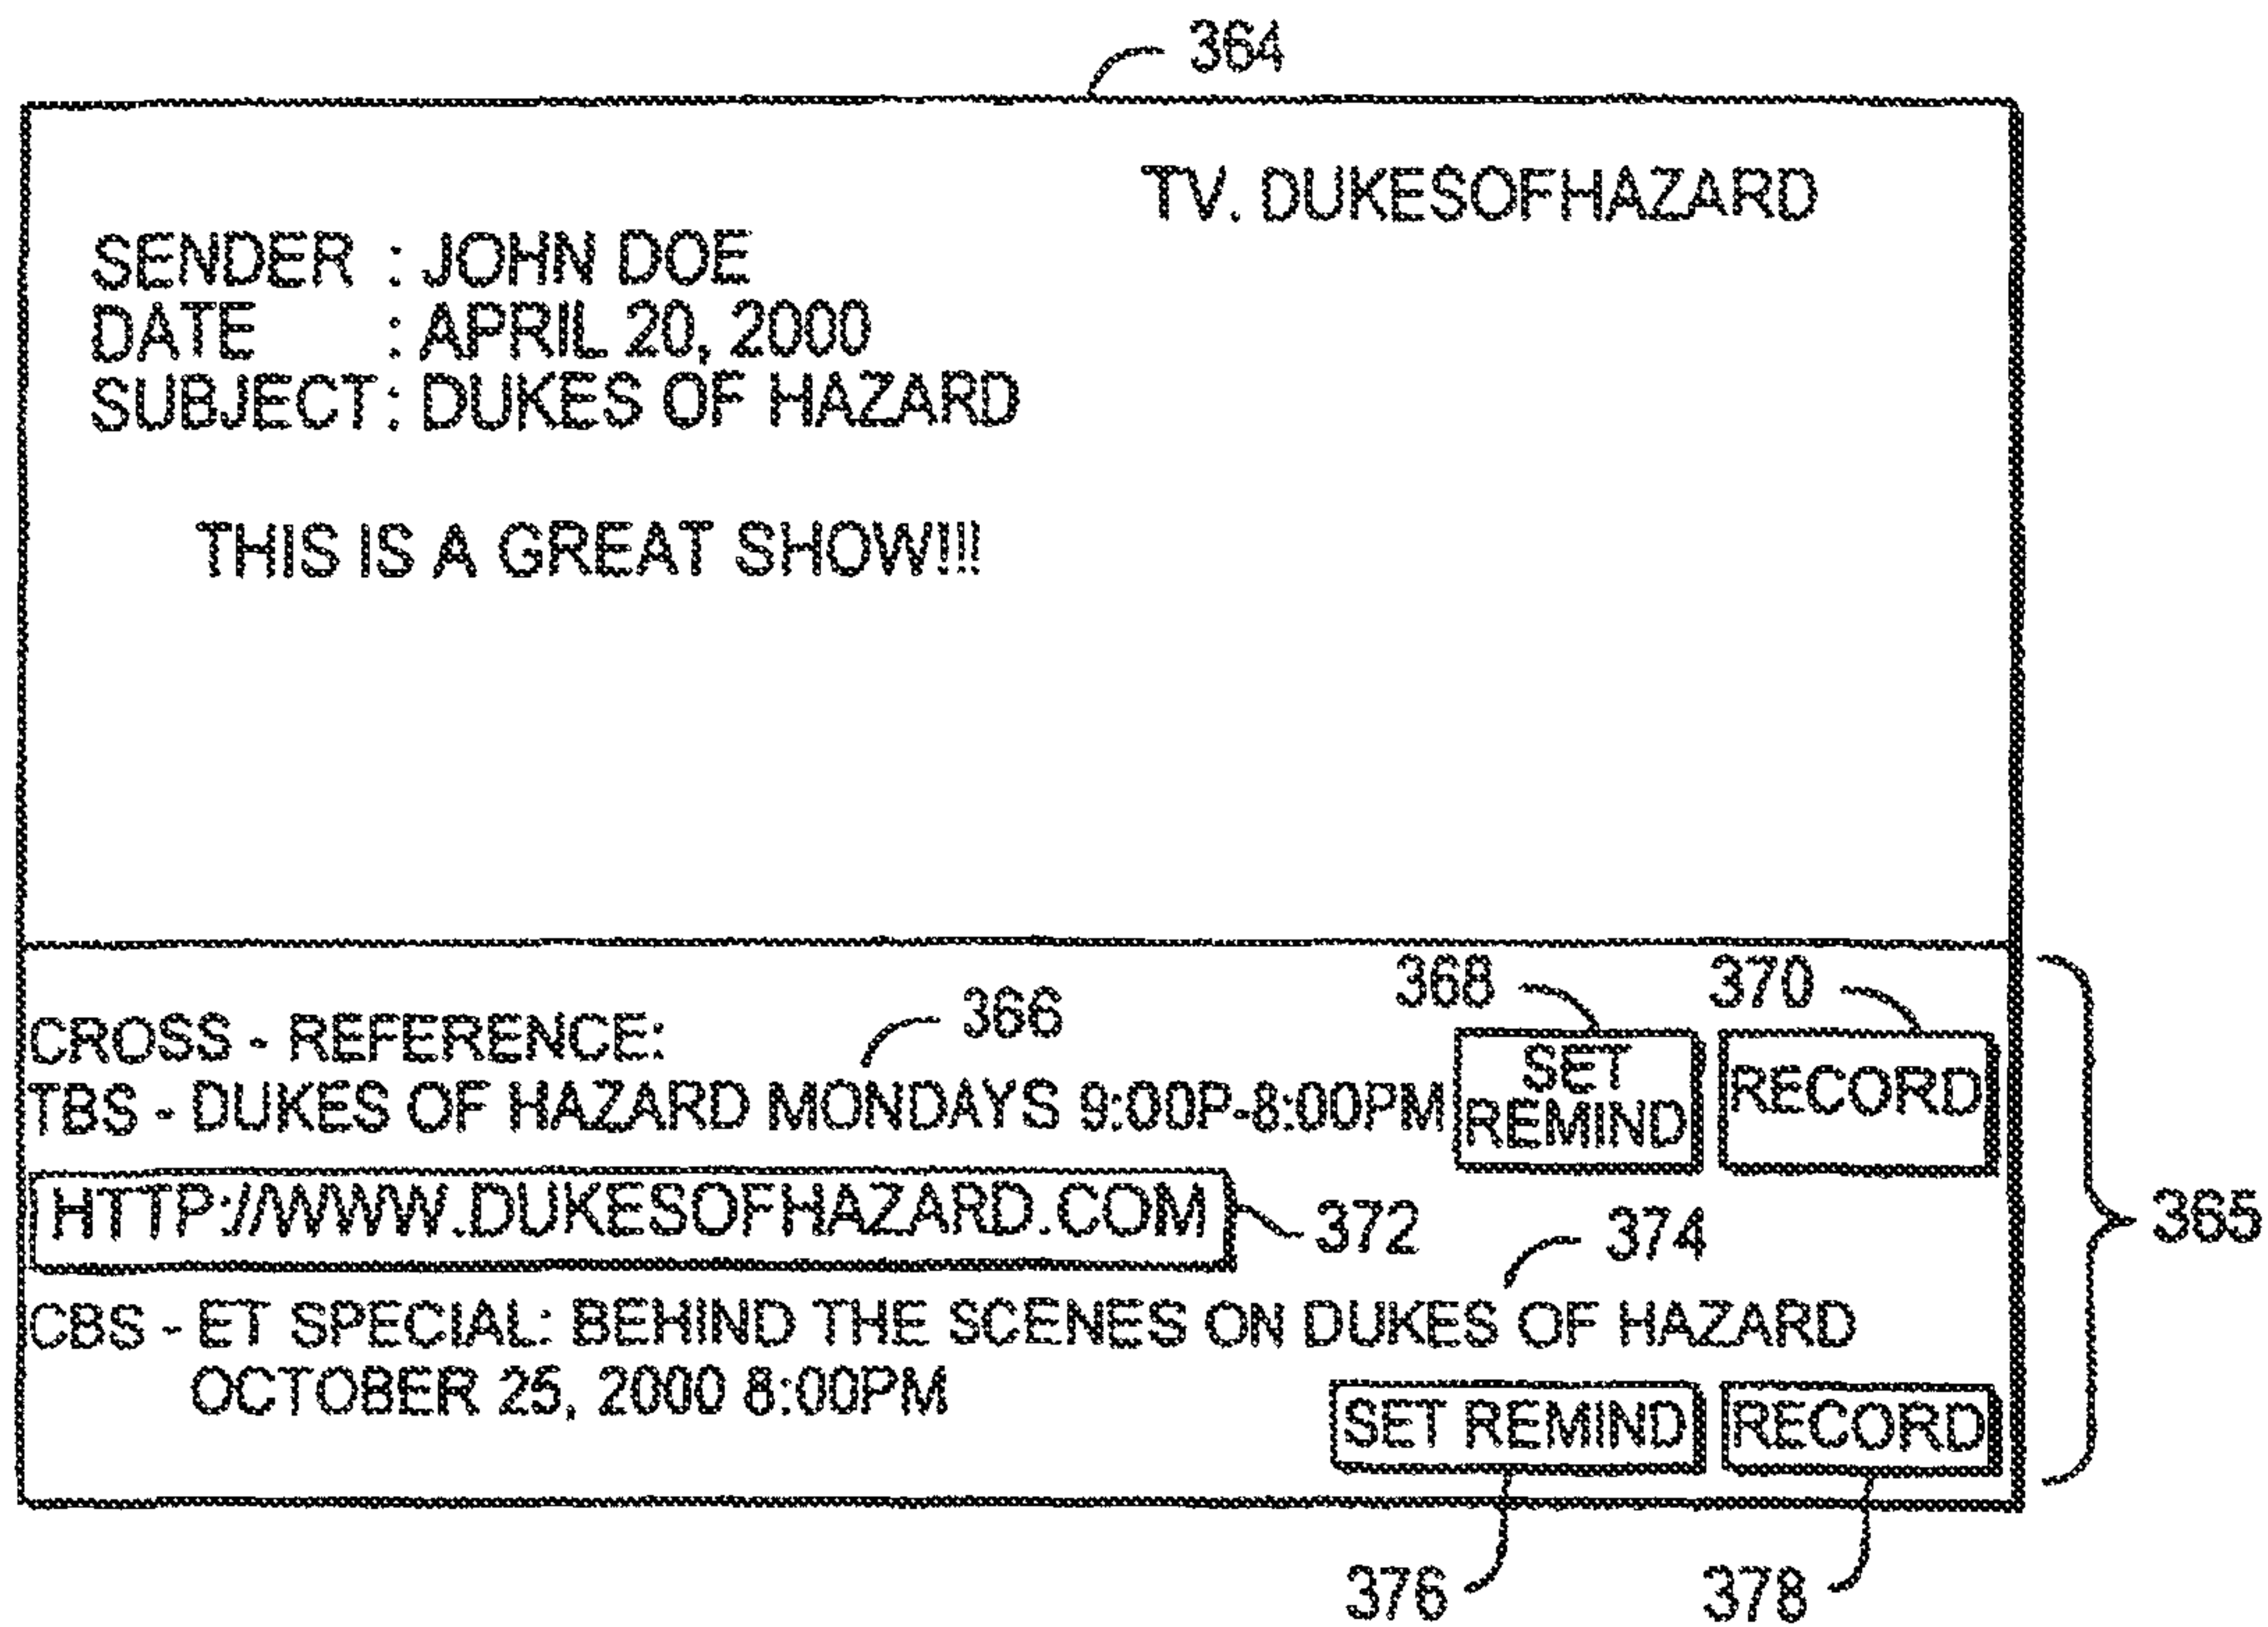 364
TV. DUKESOFHAZARD
SENDER : JOHN DOE
DATE : APRIL 20, 2000
SUBJECT : DUKES OF HAZARD
THIS IS A GREAT SHOW!!!
368
370
366
CROSS - REFERENCE:
TBS - DUKES OF HAZARD MONDAYS 9:00P-8:00PM
SET
REMIND
RECORD
HTTP://WWW.DUKESOFHAZARD.COM
372
374
365
CBS - ET SPECIAL: BEHIND THE SCENES ON DUKES OF HAZARD
OCTOBER 25, 2000 8:00PM
SET REMIND
RECORD
376
378